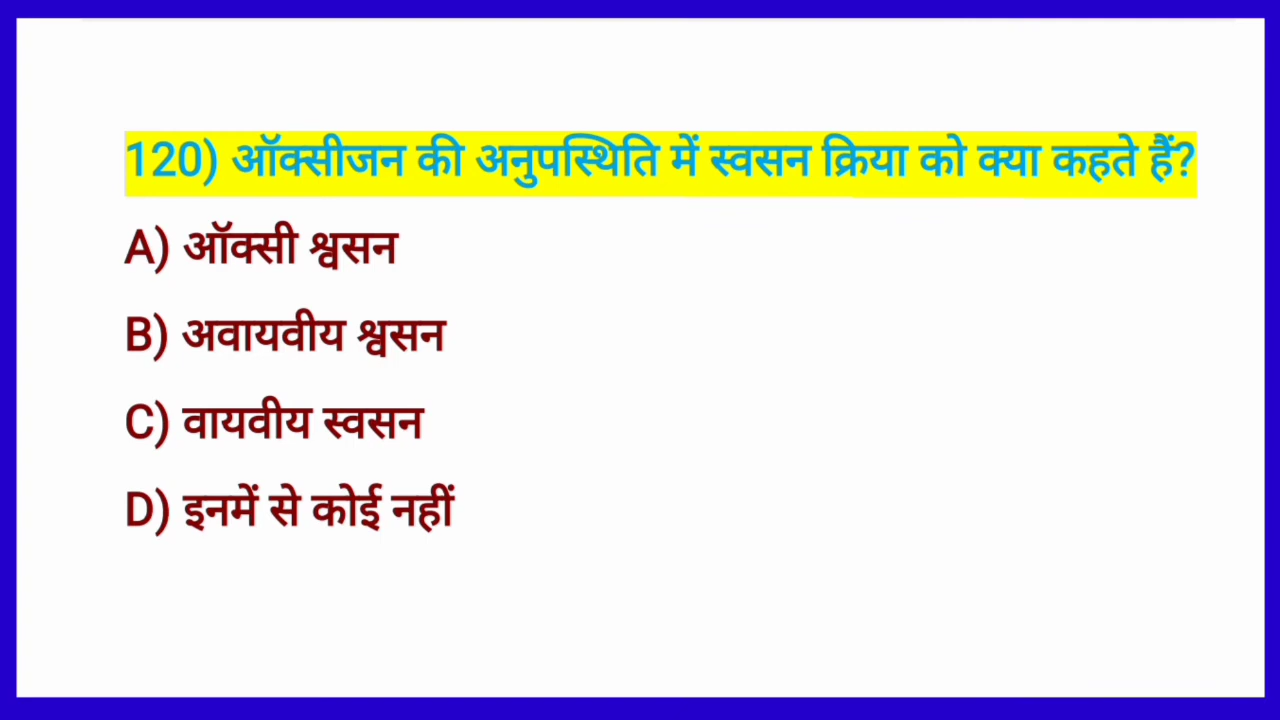 120) ऑक्सीजन की अनुपस्थिति में स्वसन क्रिया को क्या कहते हैं?
A) ऑक्सी श्वसन
B) अवायवीय श्वसन
C) वायवीय स्वसन
D) इनमें से कोई नहीं